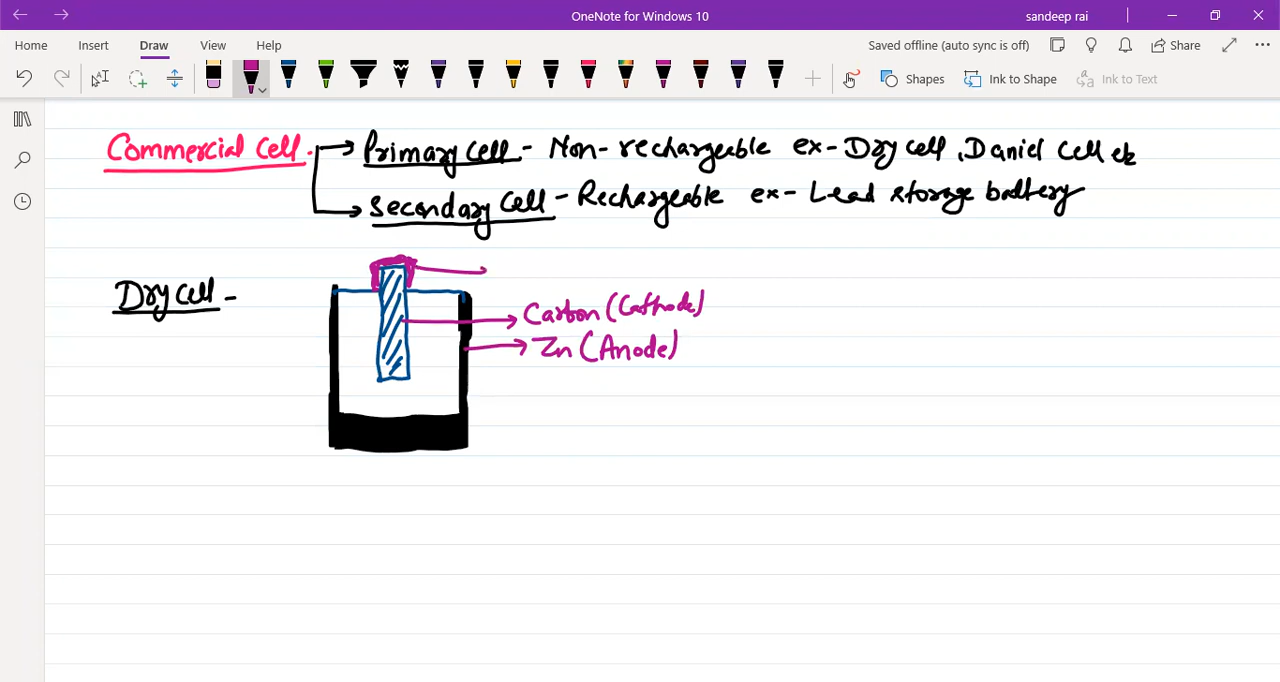 OneNote for Windows 10
sandeep rai
Home Insert Draw View Help
Saved offline (auto sync is off) Share
Shapes Ink to Shape Ink to Text
Commercial Cell. Primary Cell - Non-rechargeable ex- Dry cell, Daniel Cell etc
Secondary Cell - Rechargeable ex- Lead storage battery
Dry Cell -
Carbon (Cathode)
Zn (Anode)